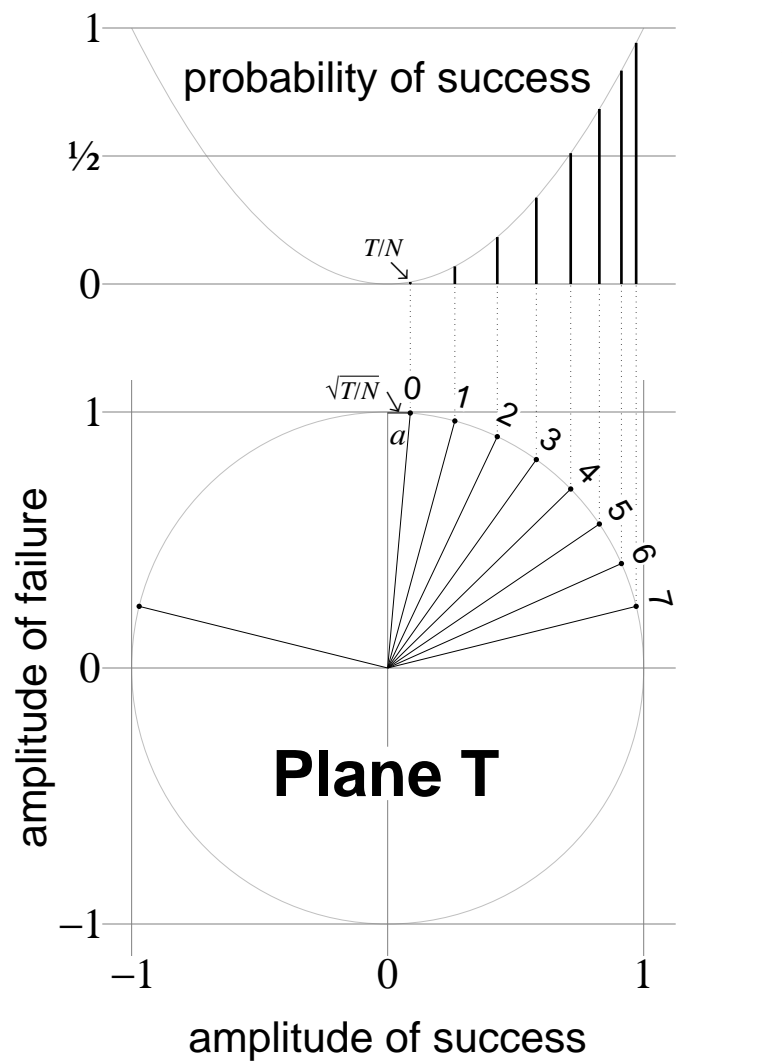 1
probability of success
½
T/N
0
√T/N
0
1
2
3
4
5
6
7
1
a
amplitude of failure
0
Plane T
−1
−1
0
1
amplitude of success